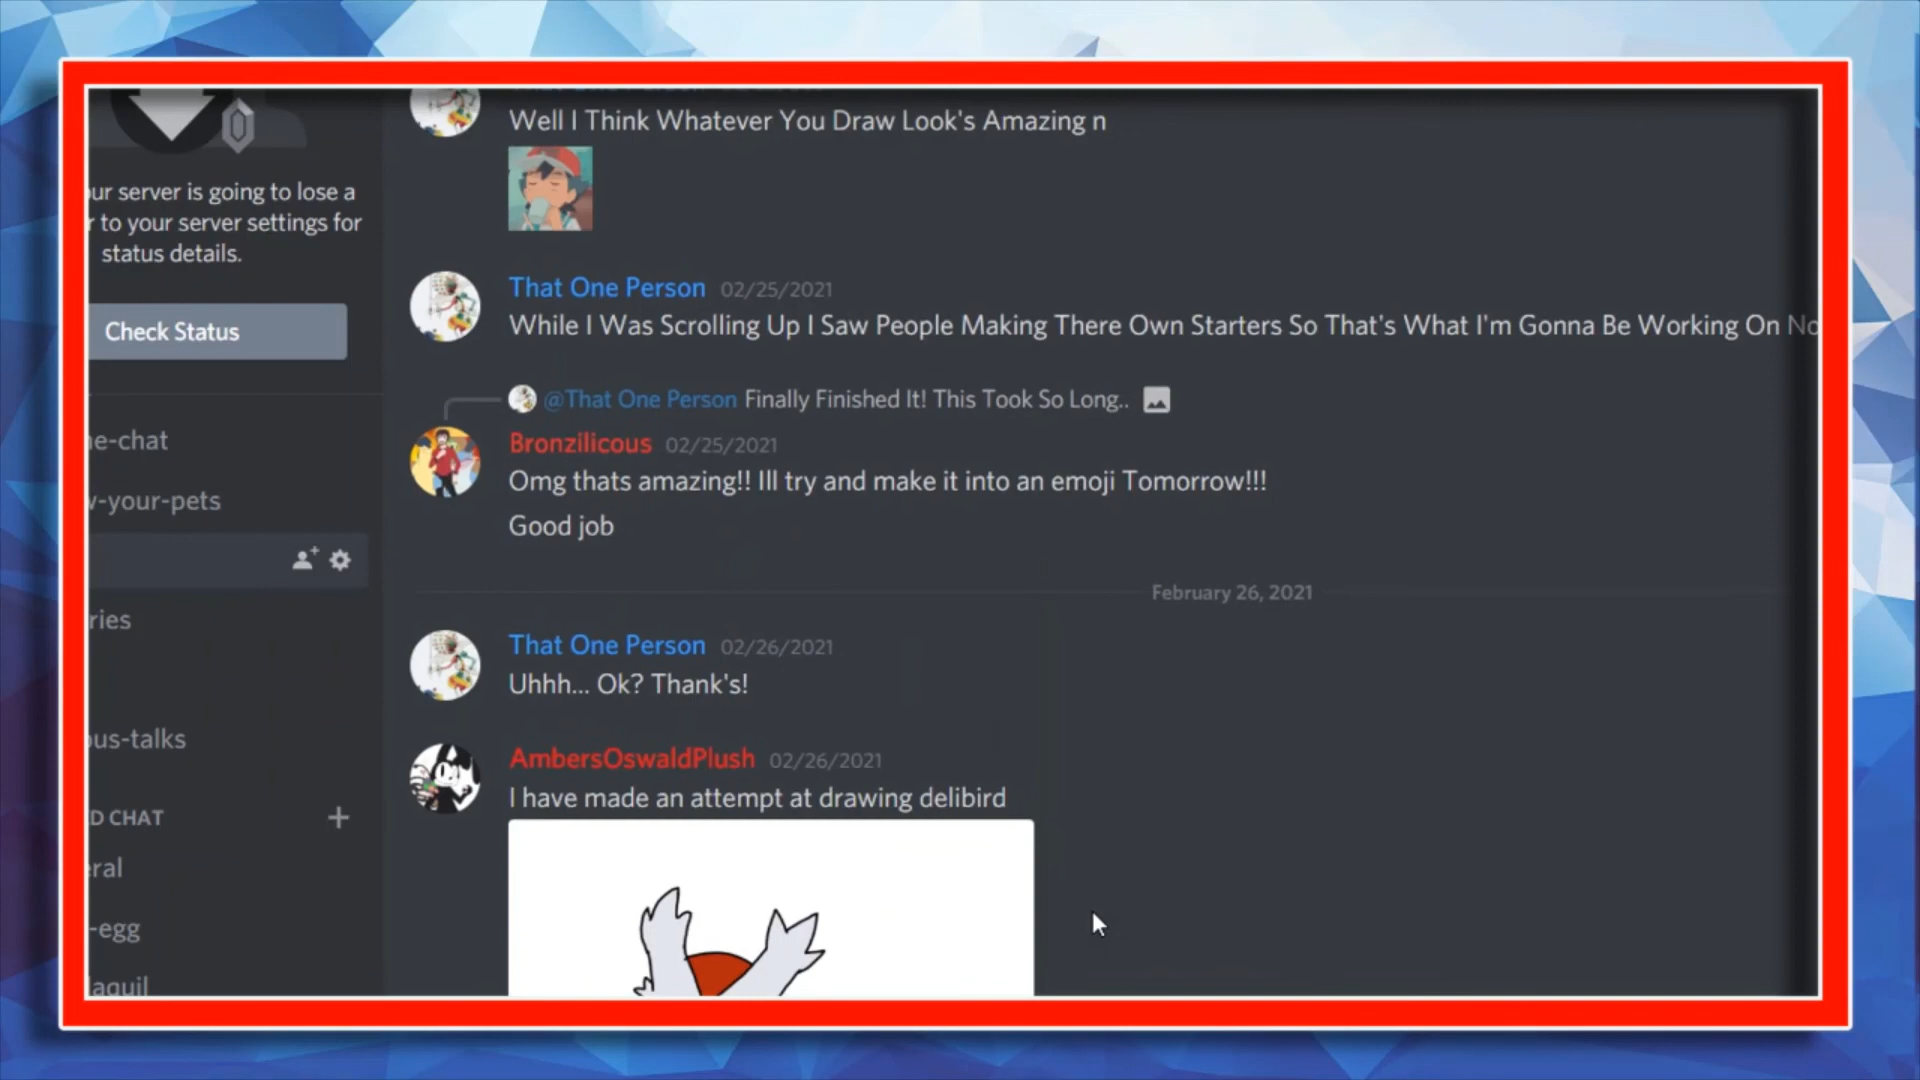 Well I Think Whatever You Draw Look's Amazing n
ur server is going to lose a
r to your server settings for
status details.
Check Status
That One Person 02/25/2021
While I Was Scrolling Up I Saw People Making There Own Starters So That's What I'm Gonna Be Working On No
@That One Person Finally Finished It! This Took So Long..
Bronzilicous 02/25/2021
Omg thats amazing!! Ill try and make it into an emoji Tomorrow!!!
Good job
February 26, 2021
That One Person 02/26/2021
Uhhh... Ok? Thank's!
AmbersOswaldPlush 02/26/2021
I have made an attempt at drawing delibird
e-chat
w-your-pets
ries
ous-talks
D CHAT
eral
-egg
laquil